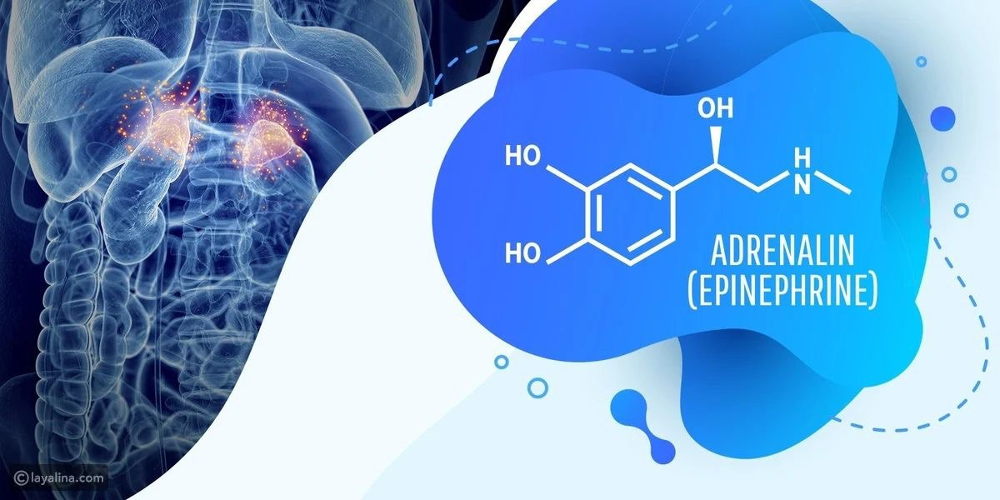 OH
HO
H
N
HO
ADRENALIN
(EPINEPHRINE)
©layalina.com